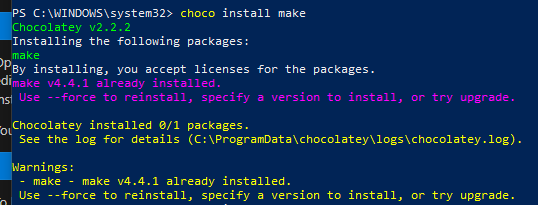 PS C:\WINDOWS\system32> choco install make
Chocolatey v2.2.2
Installing the following packages:
make
By installing, you accept licenses for the packages.
make v4.4.1 already installed.
 Use --force to reinstall, specify a version to install, or try upgrade.

Chocolatey installed 0/1 packages.
 See the log for details (C:\ProgramData\chocolatey\logs\chocolatey.log).

Warnings:
 - make - make v4.4.1 already installed.
 Use --force to reinstall, specify a version to install, or try upgrade.